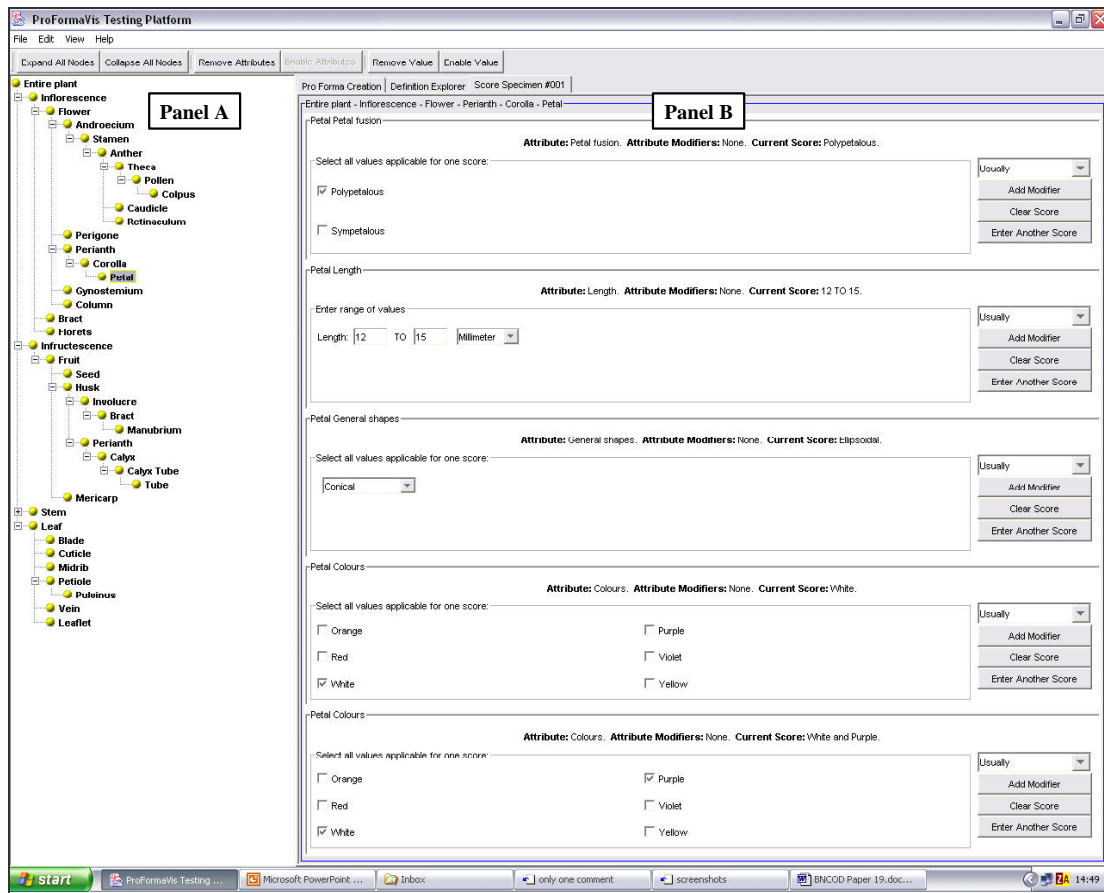 ProFormaVis Testing Platform
File Edit View Help
Expand All Nodes Collapse All Nodes Remove Attributes Enable Attributes Remove Value Enable Value
Panel A
Entire plant
Inflorescence
Flower
Androecium
Stamen
Anther
Theca
Pollen
Colpus
Caudicle
Retinaculum
Perigone
Perianth
Corolla
Petal
Gynostemium
Column
Bract
Florets
Infructescence
Fruit
Seed
Husk
Involucre
Bract
Manubrium
Perianth
Calyx
Calyx Tube
Tube
Mericarp
Stem
Leaf
Blade
Cuticle
Midrib
Petiole
Pulvinus
Vein
Leaflet
Pro Forma Creation Definition Explorer Score Specimen #001
Entire plant - Inflorescence - Flower - Perianth - Corolla - Petal
Panel B
Petal Petal fusion
Attribute: Petal fusion. Attribute Modifiers: None. Current Score: Polypetalous.
Select all values applicable for one score:
Polypetalous
Sympetalous
Usually
Add Modifier
Clear Score
Enter Another Score
Petal Length
Attribute: Length. Attribute Modifiers: None. Current Score: 12 TO 15.
Enter range of values
Length: 12 TO 15 Millimeter
Usually
Add Modifier
Clear Score
Enter Another Score
Petal General shapes
Attribute: General shapes. Attribute Modifiers: None. Current Score: Ellipsoidal.
Select all values applicable for one score:
Conical
Usually
Add Modifier
Clear Score
Enter Another Score
Petal Colours
Attribute: Colours. Attribute Modifiers: None. Current Score: White.
Select all values applicable for one score:
Orange Purple
Red Violet
White Yellow
Usually
Add Modifier
Clear Score
Enter Another Score
Petal Colours
Attribute: Colours. Attribute Modifiers: None. Current Score: White and Purple.
Select all values applicable for one score:
Orange Purple
Red Violet
White Yellow
Usually
Add Modifier
Clear Score
Enter Another Score
start ProFormaVis Testing ... Microsoft PowerPoint ... Inbox only one comment screenshots BNCOD Paper 19.doc... ZA 14:49